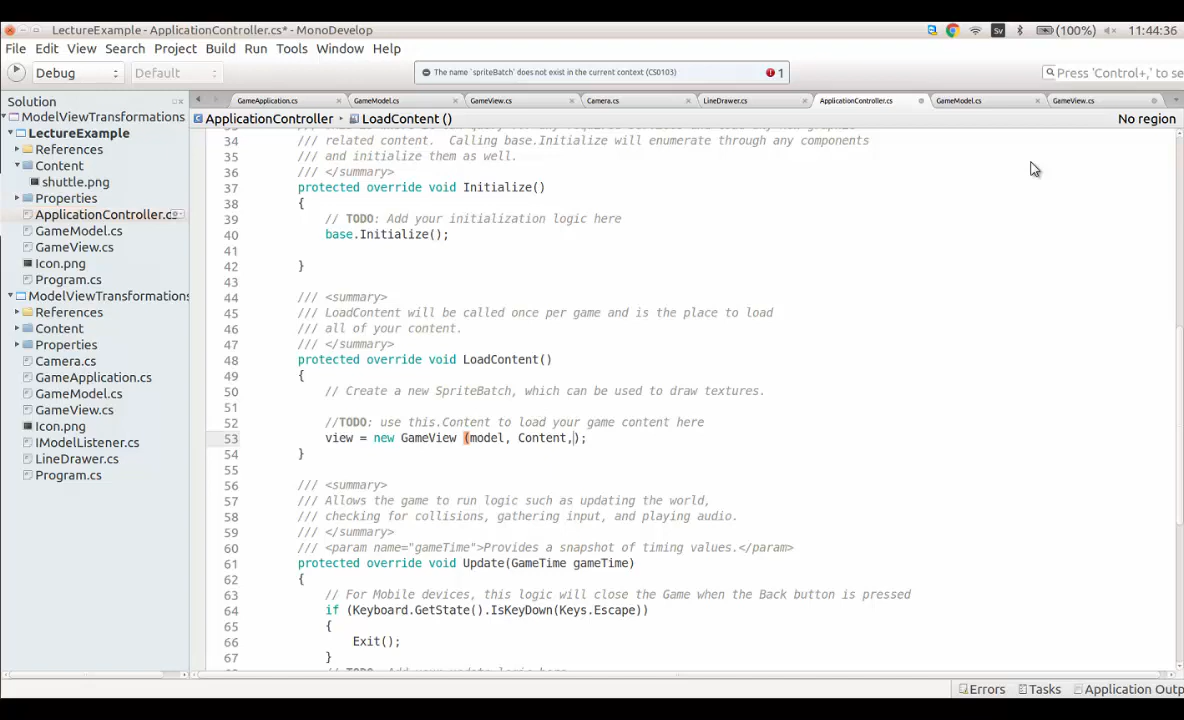 LectureExample - ApplicationController.cs* - MonoDevelop
Sv
(100%)
11:44:36
File Edit View Search Project Build Run Tools Window Help
Debug
Default
The name `spriteBatch` does not exist in the current context (CS0103)
1
Press 'Control+,' to se
Solution
GameApplication.cs
GameModel.cs
GameView.cs
Camera.cs
LineDrawer.cs
ApplicationController.cs
GameModel.cs
GameView.cs
ModelViewTransformations
LectureExample
References
Content
shuttle.png
Properties
ApplicationController.cs
GameModel.cs
GameView.cs
Icon.png
Program.cs
ModelViewTransformations
References
Content
Properties
Camera.cs
GameApplication.cs
GameModel.cs
GameView.cs
Icon.png
IModelListener.cs
LineDrawer.cs
Program.cs
ApplicationController
LoadContent ()
No region
34 /// related content.  Calling base.Initialize will enumerate through any components
35 /// and initialize them as well.
36 /// </summary>
37 protected override void Initialize()
38 {
39 // TODO: Add your initialization logic here
40 base.Initialize();
41
42 }
43
44 /// <summary>
45 /// LoadContent will be called once per game and is the place to load
46 /// all of your content.
47 /// </summary>
48 protected override void LoadContent()
49 {
50 // Create a new SpriteBatch, which can be used to draw textures.
51
52 //TODO: use this.Content to load your game content here
53 view = new GameView (model, Content,);
54 }
55
56 /// <summary>
57 /// Allows the game to run logic such as updating the world,
58 /// checking for collisions, gathering input, and playing audio.
59 /// </summary>
60 /// <param name="gameTime">Provides a snapshot of timing values.</param>
61 protected override void Update(GameTime gameTime)
62 {
63 // For Mobile devices, this logic will close the Game when the Back button is pressed
64 if (Keyboard.GetState().IsKeyDown(Keys.Escape))
65 {
66 Exit();
67 }
Errors
Tasks
Application Outp